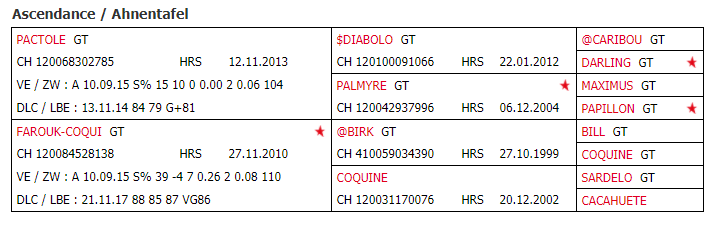 Ascendance / Ahnentafel
PACTOLE GT
CH 120068302785 HRS 12.11.2013
VE / ZW : A 10.09.15 S% 15 10 0 0.00 2 0.06 104
DLC / LBE : 13.11.14 84 79 G+81
FAROUK-COQUI GT
CH 120084528138 HRS 27.11.2010
VE / ZW : A 10.09.15 S% 39 -4 7 0.26 2 0.08 110
DLC / LBE : 21.11.17 88 85 87 VG86
$DIABOLO GT
CH 120100091066 HRS 22.01.2012
PALMYRE GT
CH 120042937996 HRS 06.12.2004
@BIRK GT
CH 410059034390 HRS 27.10.1999
COQUINE
CH 120031170076 HRS 20.12.2002
@CARIBOU GT
DARLING GT
MAXIMUS GT
PAPILLON GT
BILL GT
COQUINE GT
SARDELO GT
CACAHUETE